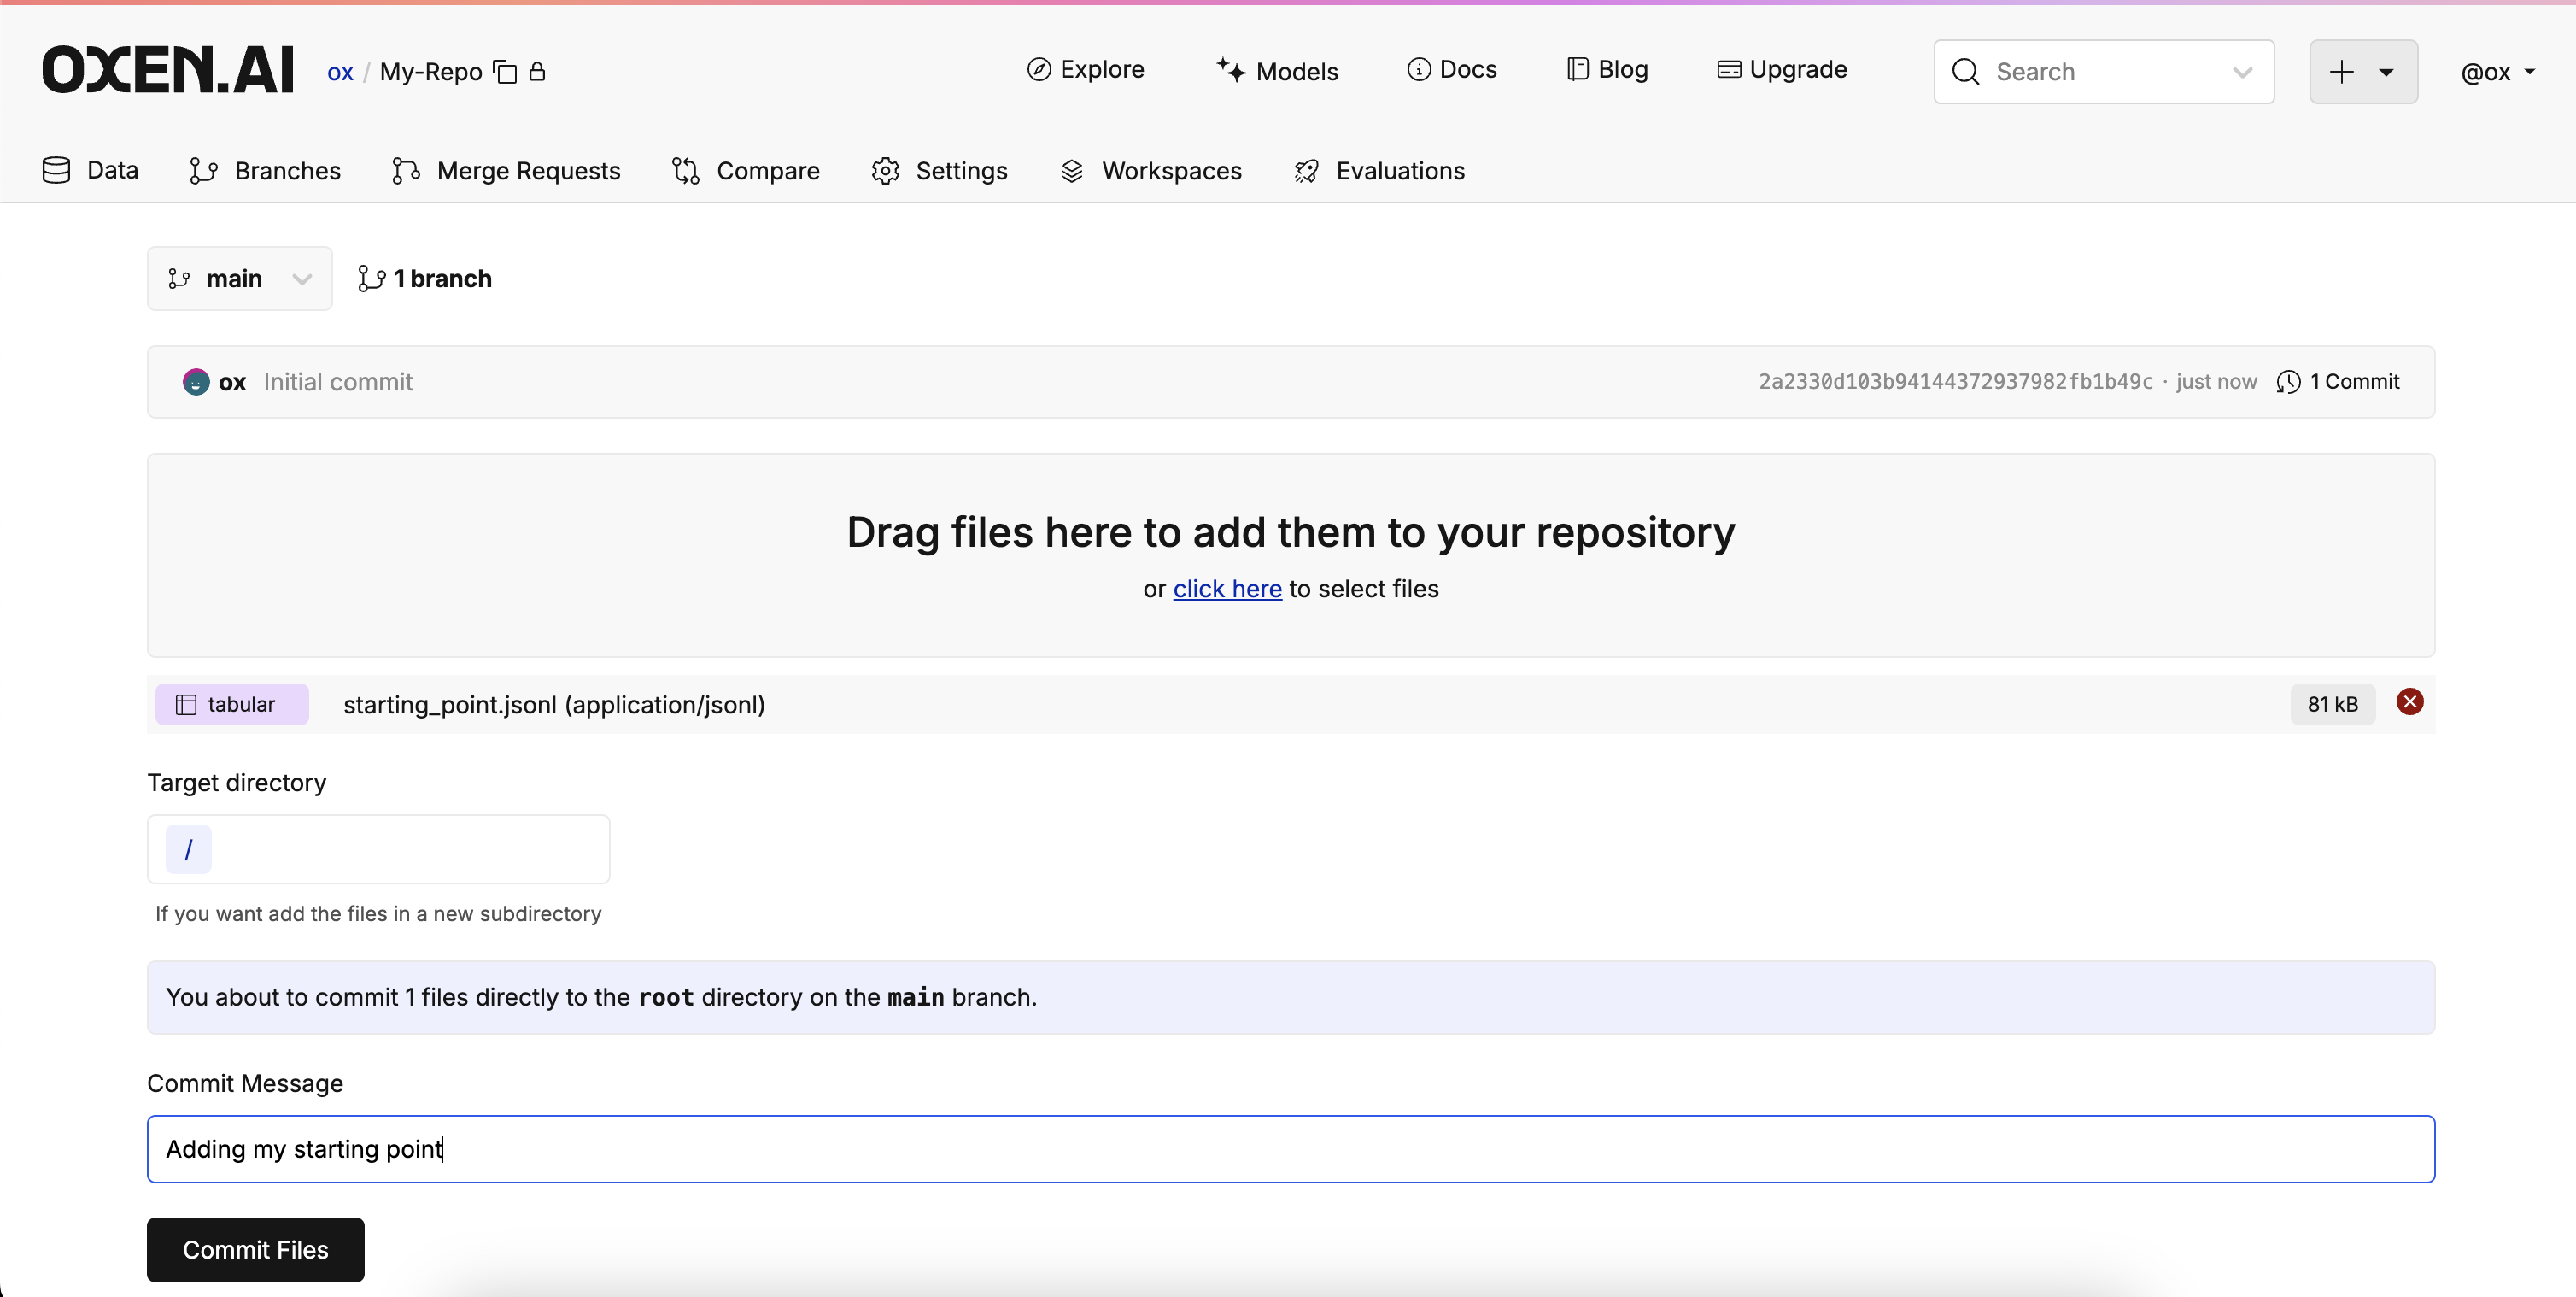 OXEN.AI ox / My-Repo Explore Models Docs Blog Upgrade Search @ox
Data Branches Merge Requests Compare Settings Workspaces Evaluations
main 1 branch
ox Initial commit 2a2330d103b94144372937982fb1b49c · just now 1 Commit
Drag files here to add them to your repository
or click here to select files
tabular starting_point.jsonl (application/jsonl) 81 kB
Target directory
/
If you want add the files in a new subdirectory
You about to commit 1 files directly to the root directory on the main branch.
Commit Message
Adding my starting point
Commit Files